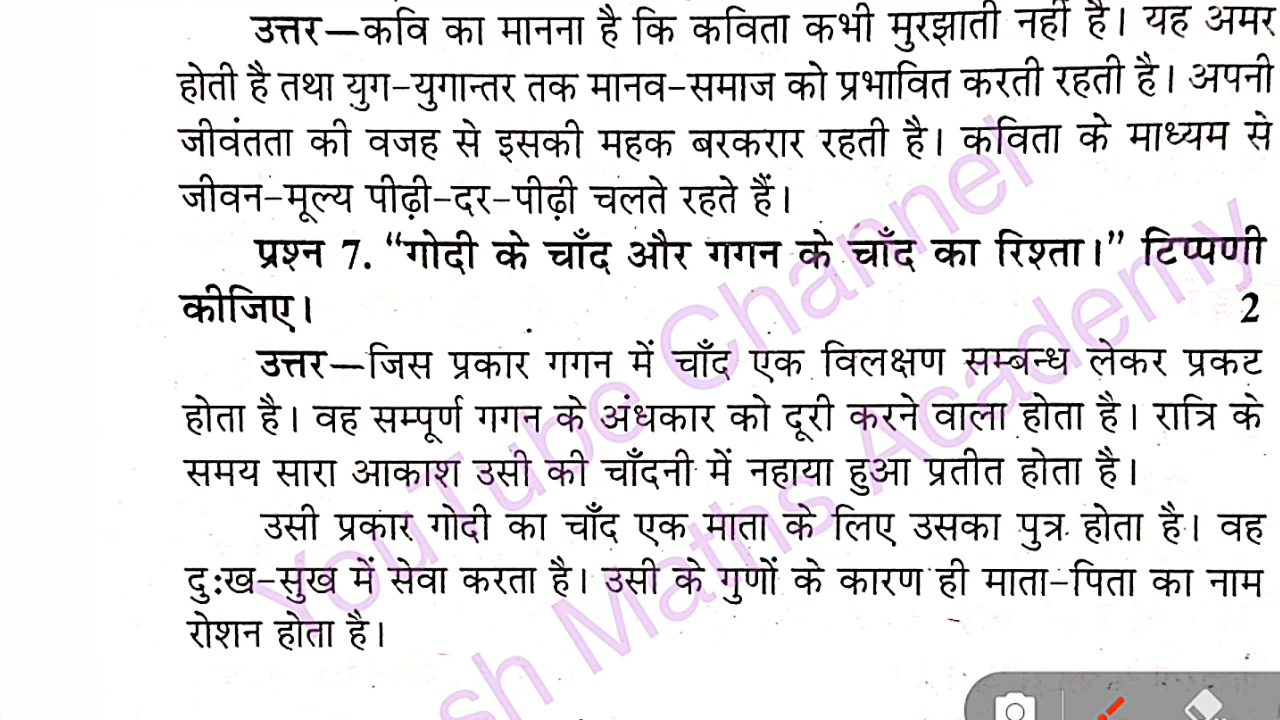 उत्तर—कवि का मानना है कि कविता कभी मुरझाती नहीं है। यह अमर
होती है तथा युग-युगान्तर तक मानव-समाज को प्रभावित करती रहती है। अपनी
जीवंतता की वजह से इसकी महक बरकरार रहती है। कविता के माध्यम से
जीवन-मूल्य पीढ़ी-दर-पीढ़ी चलते रहते हैं।
प्रश्न 7. “गोदी के चाँद और गगन के चाँद का रिश्ता।” टिप्पणी
कीजिए। 2
उत्तर—जिस प्रकार गगन में चाँद एक विलक्षण सम्बन्ध लेकर प्रकट
होता है। वह सम्पूर्ण गगन के अंधकार को दूरी करने वाला होता है। रात्रि के
समय सारा आकाश उसी की चाँदनी में नहाया हुआ प्रतीत होता है।
उसी प्रकार गोदी का चाँद एक माता के लिए उसका पुत्र होता है। वह
दुःख-सुख में सेवा करता है। उसी के गुणों के कारण ही माता-पिता का नाम
रोशन होता है।
YouTube Channel
sh Maths Academy